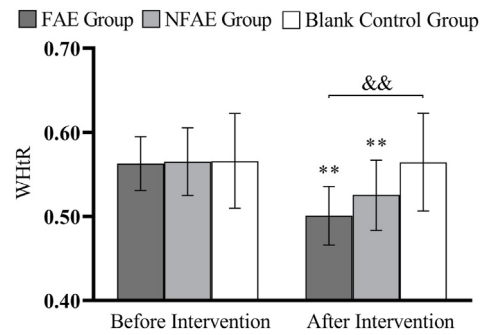 FAE Group NFAE Group Blank Control Group
0.70
&&
0.60
** **
WHtR
0.50
0.40
Before Intervention After Intervention